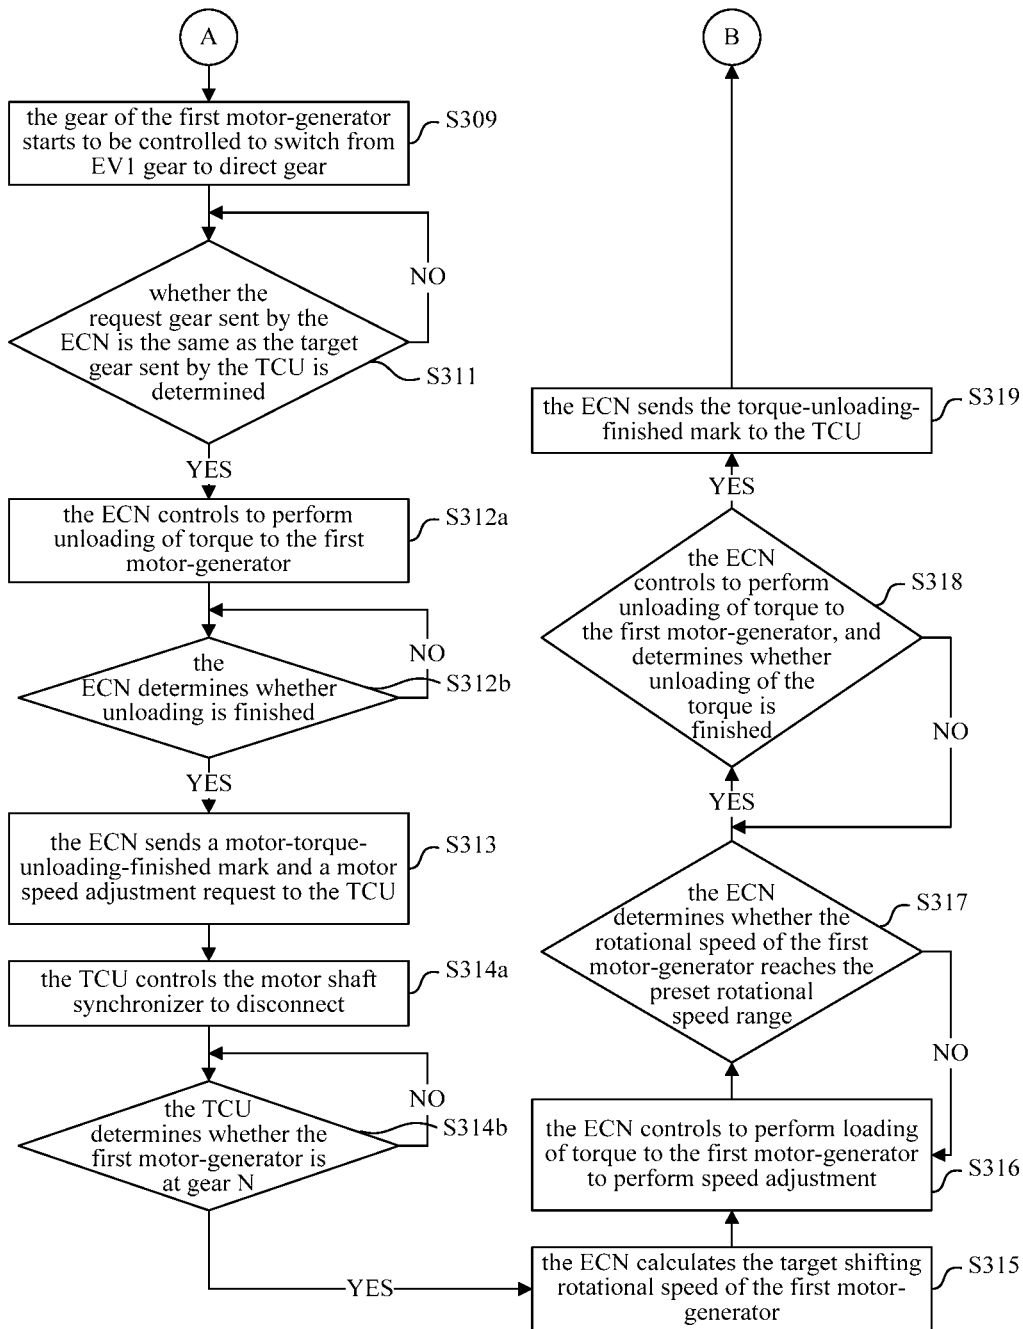 A
the gear of the first motor-generator
starts to be controlled to switch from
EV1 gear to direct gear
S309
NO
whether the
request gear sent by the
ECN is the same as the target
gear sent by the TCU is
determined
S311
YES
the ECN controls to perform
unloading of torque to the first
motor-generator
S312a
NO
the
ECN determines whether
unloading is finished
S312b
YES
the ECN sends a motor-torque-
unloading-finished mark and a motor
speed adjustment request to the TCU
S313
the TCU controls the motor shaft
synchronizer to disconnect
S314a
NO
the TCU
determines whether the
first motor-generator is
at gear N
S314b
YES
the ECN calculates the target shifting
rotational speed of the first motor-
generator
S315
the ECN controls to perform loading
of torque to the first motor-generator
to perform speed adjustment
S316
NO
the ECN
determines whether the
rotational speed of the first
motor-generator reaches the
preset rotational
speed range
S317
YES
NO
the ECN
controls to perform
unloading of torque to
the first motor-generator, and
determines whether
unloading of the
torque is
finished
S318
YES
the ECN sends the torque-unloading-
finished mark to the TCU
S319
B